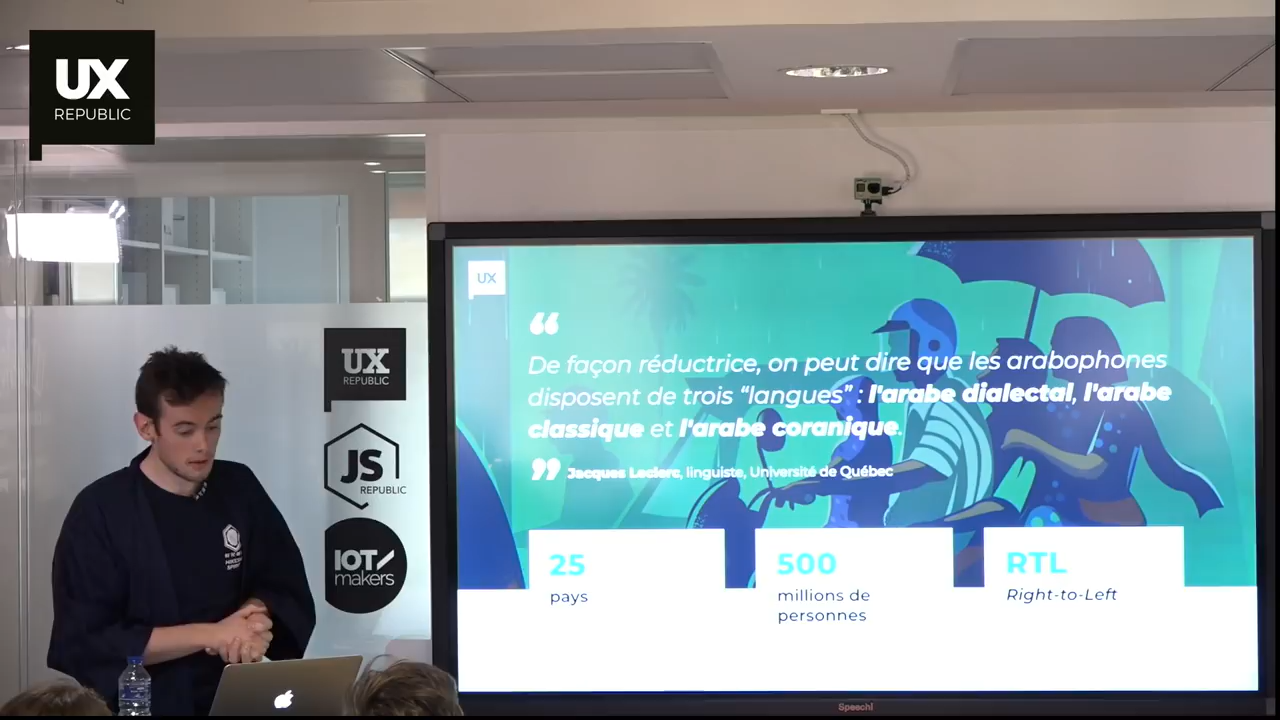 UX
REPUBLIC
UX
REPUBLIC
JS
REPUBLIC
IOT/
makers
UX
“
De façon réductrice, on peut dire que les arabophones
disposent de trois “langues” : l'arabe dialectal, l'arabe
classique et l'arabe coranique.
” Jacques Leclerc, linguiste, Université de Québec
25
pays
500
millions de
personnes
RTL
Right-to-Left
Speechi